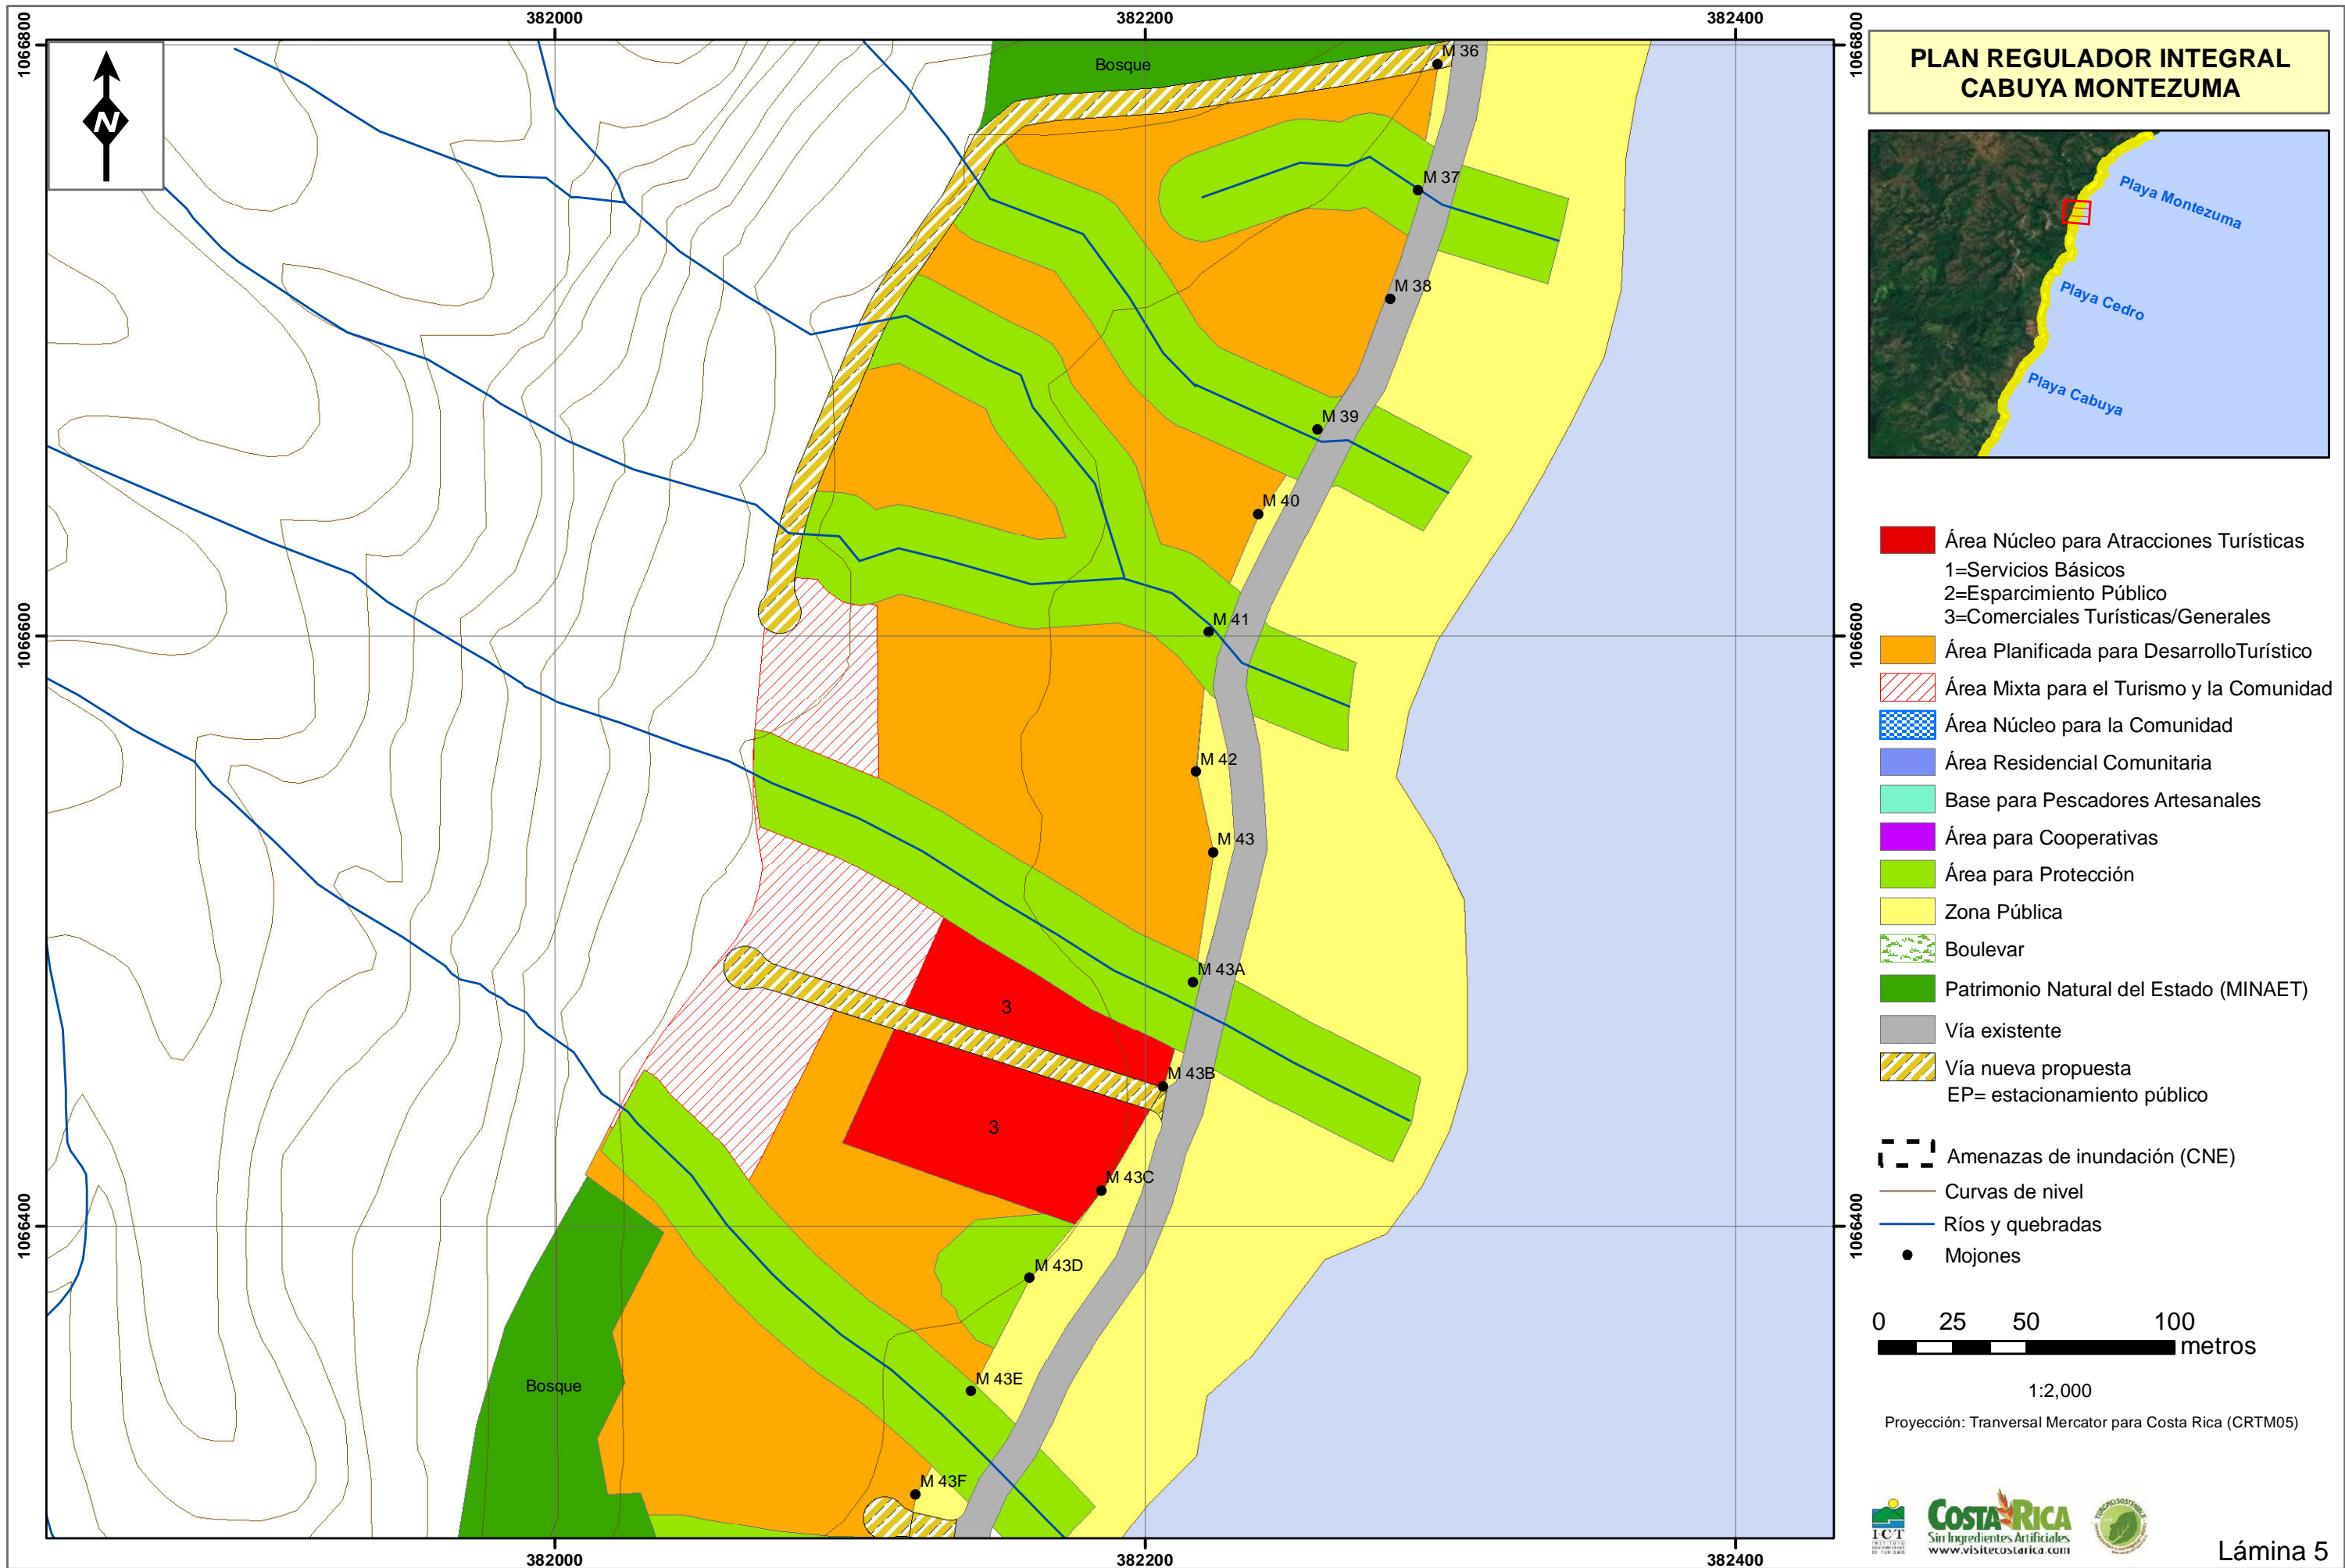 382000
382200
382400
1066800
1066800
N
PLAN REGULADOR INTEGRAL
CABUYA MONTEZUMA
Bosque
M 36
M 37
M 38
M 39
M 40
M 41
M 42
M 43
M 43A
3
M 43B
3
M 43C
M 43D
M 43E
Bosque
M 43F
1066600
1066600
1066400
1066400
382000
382200
382400
Playa Montezuma
Playa Cedro
Playa Cabuya
Área Núcleo para Atracciones Turísticas
1=Servicios Básicos
2=Esparcimiento Público
3=Comerciales Turísticas/Generales
Área Planificada para DesarrolloTurístico
Área Mixta para el Turismo y la Comunidad
Área Núcleo para la Comunidad
Área Residencial Comunitaria
Base para Pescadores Artesanales
Área para Cooperativas
Área para Protección
Zona Pública
Boulevar
Patrimonio Natural del Estado (MINAET)
Vía existente
Vía nueva propuesta
EP= estacionamiento público
Amenazas de inundación (CNE)
Curvas de nivel
Ríos y quebradas
Mojones
0 25 50 100
metros
1:2,000
Proyección: Tranversal Mercator para Costa Rica (CRTM05)
ICT
COSTA RICA
Sin Ingredientes Artificiales
www.visitecostarica.com
Lámina 5